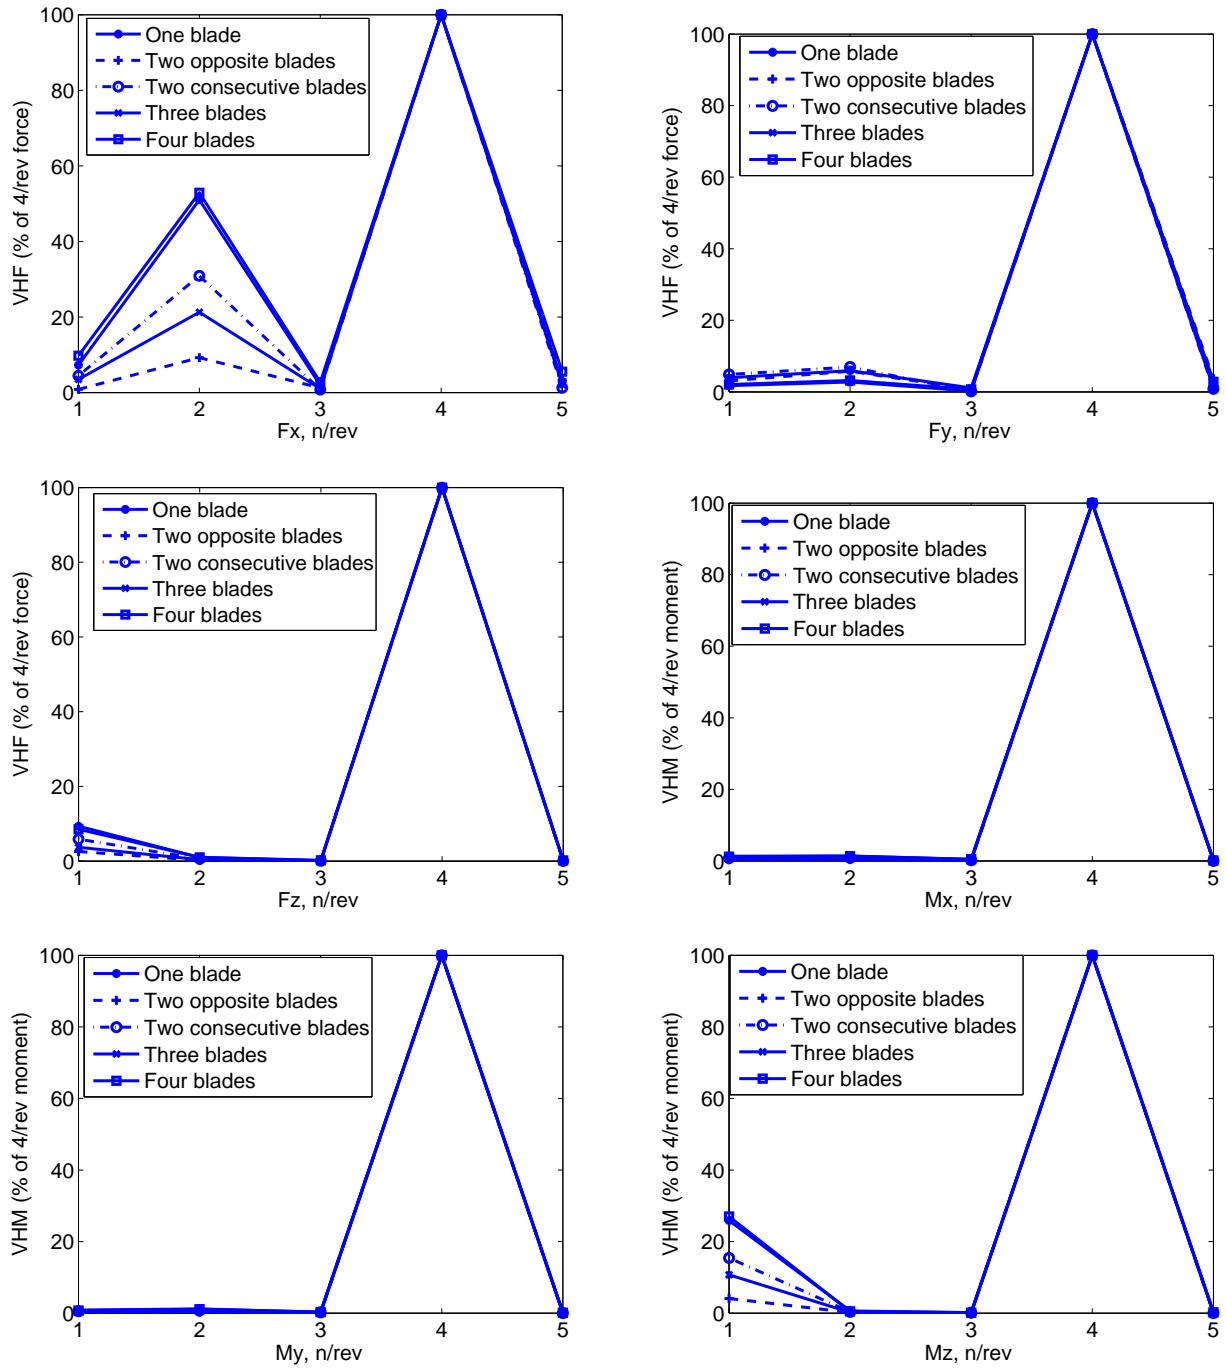 VHF (% of 4/rev force)
100
80
60
40
20
0
One blade
Two opposite blades
Two consecutive blades
Three blades
Four blades
1 2 3 4 5
Fx, n/rev
VHF (% of 4/rev force)
100
80
60
40
20
0
One blade
Two opposite blades
Two consecutive blades
Three blades
Four blades
1 2 3 4 5
Fy, n/rev
VHF (% of 4/rev force)
100
80
60
40
20
0
One blade
Two opposite blades
Two consecutive blades
Three blades
Four blades
1 2 3 4 5
Fz, n/rev
VHM (% of 4/rev moment)
100
80
60
40
20
0
One blade
Two opposite blades
Two consecutive blades
Three blades
Four blades
1 2 3 4 5
Mx, n/rev
VHM (% of 4/rev moment)
100
80
60
40
20
0
One blade
Two opposite blades
Two consecutive blades
Three blades
Four blades
1 2 3 4 5
My, n/rev
VHM (% of 4/rev moment)
100
80
60
40
20
0
One blade
Two opposite blades
Two consecutive blades
Three blades
Four blades
1 2 3 4 5
Mz, n/rev